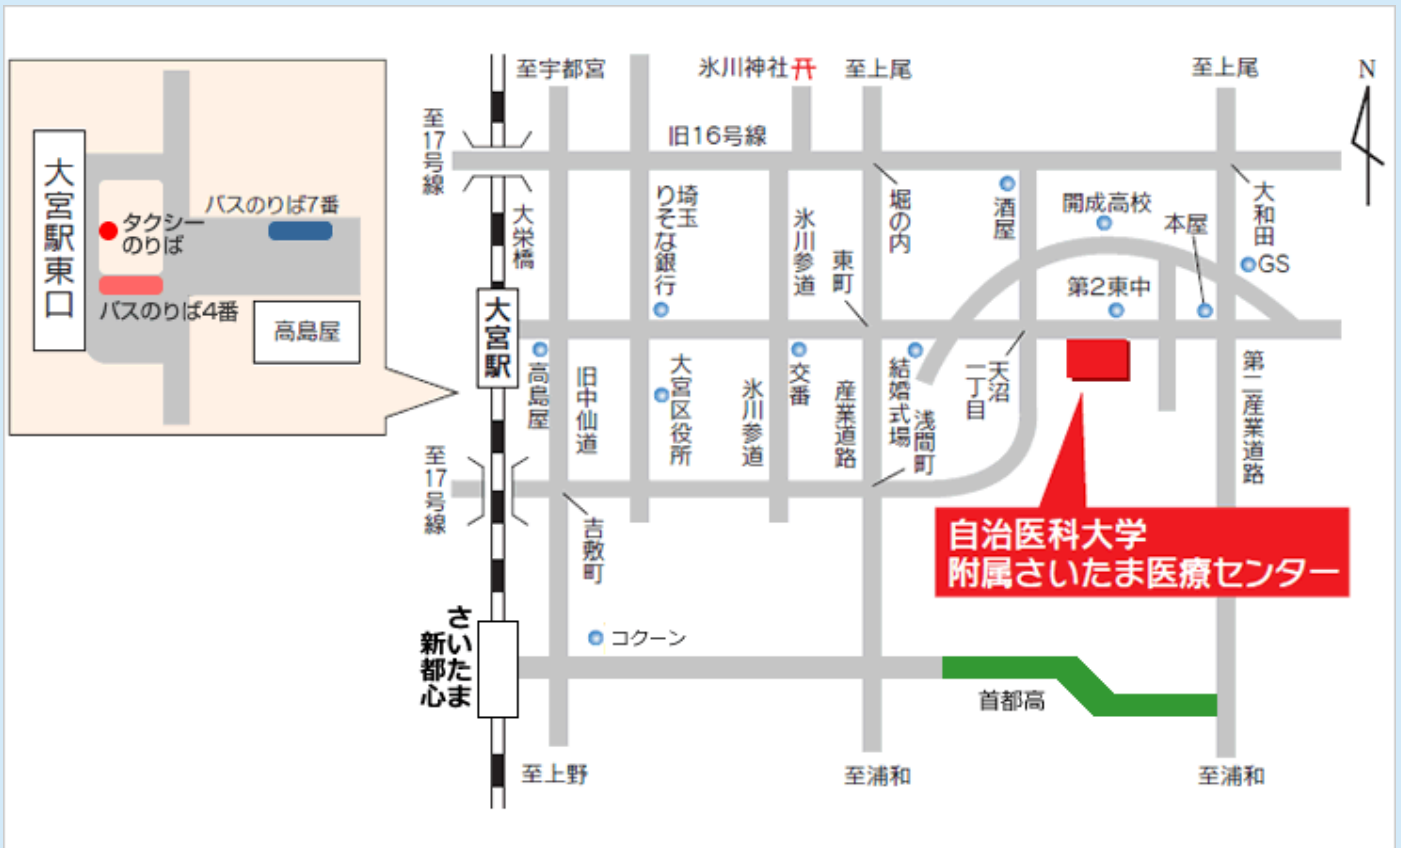 大宮駅東口
タクシー
のりば
バスのりば7番
バスのりば4番
高島屋
至宇都宮
氷川神社
至上尾
至上尾
N
至17号線
旧16号線
大栄橋
埼玉
りそな銀行
氷川参道
東町
堀の内
酒屋
開成高校
本屋
大和田
GS
第2東中
大宮駅
高島屋
旧中仙道
大宮区役所
氷川参道
交番
産業道路
結婚式場
浅間町
天沼
一丁目
第二産業道路
至17号線
吉敷町
自治医科大学
附属さいたま医療センター
さいたま
新都心
コクーン
首都高
至上野
至浦和
至浦和